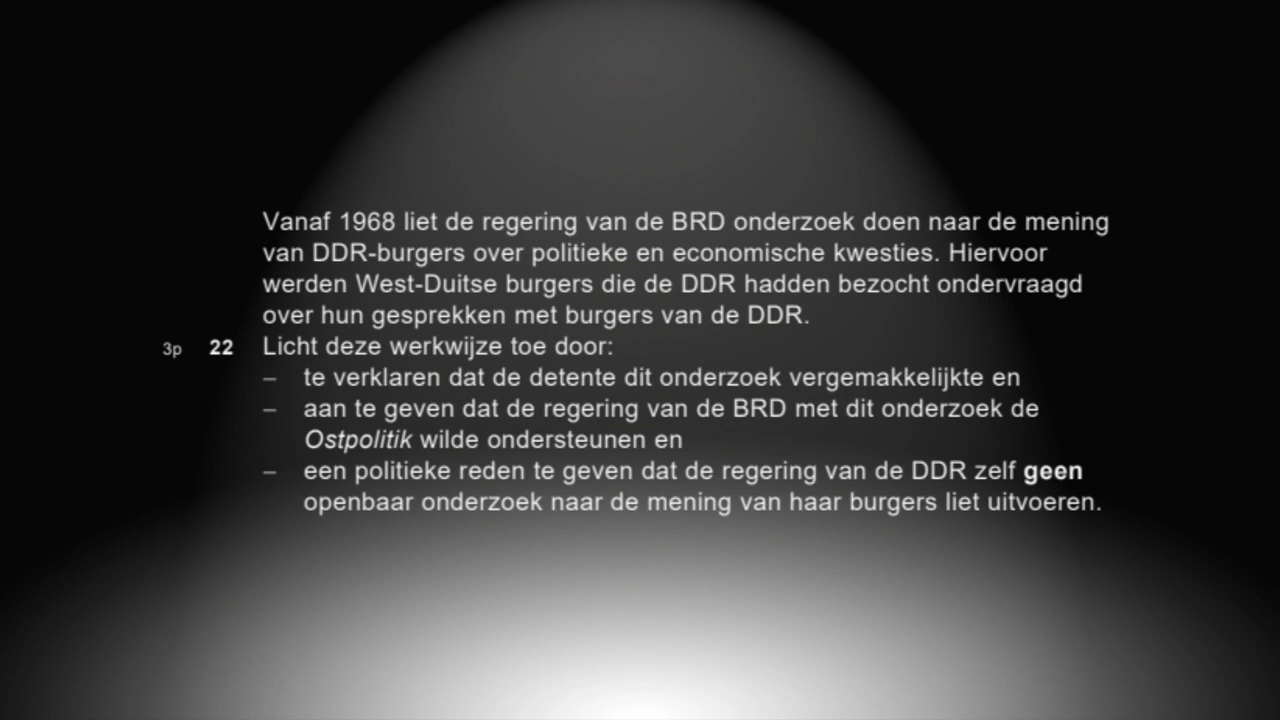 Vanaf 1968 liet de regering van de BRD onderzoek doen naar de mening
van DDR-burgers over politieke en economische kwesties. Hiervoor
werden West-Duitse burgers die de DDR hadden bezocht ondervraagd
over hun gesprekken met burgers van de DDR.
3p 22 Licht deze werkwijze toe door:
– te verklaren dat de detente dit onderzoek vergemakkelijkte en
– aan te geven dat de regering van de BRD met dit onderzoek de
Ostpolitik wilde ondersteunen en
– een politieke reden te geven dat de regering van de DDR zelf geen
openbaar onderzoek naar de mening van haar burgers liet uitvoeren.